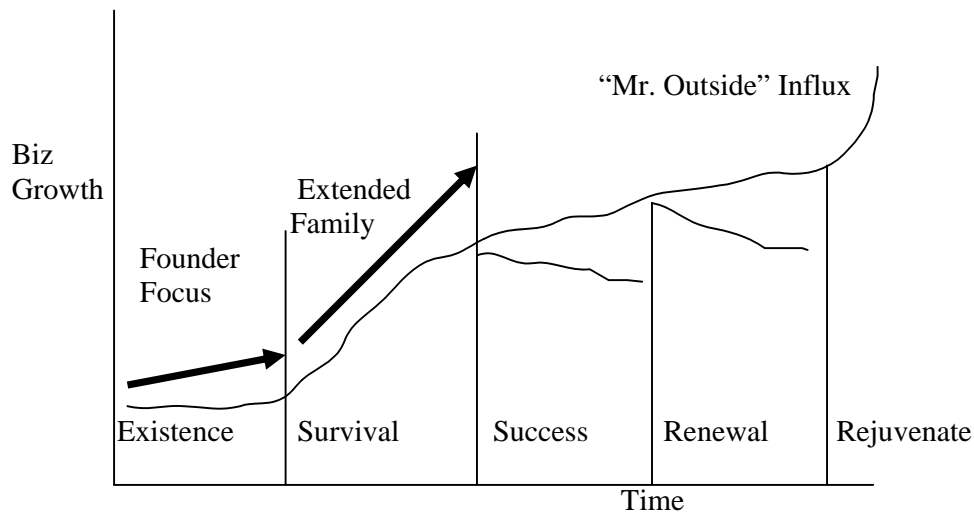 “Mr. Outside” Influx
Biz
Growth
Extended
Family
Founder
Focus
Existence
Survival
Success
Renewal
Rejuvenate
Time